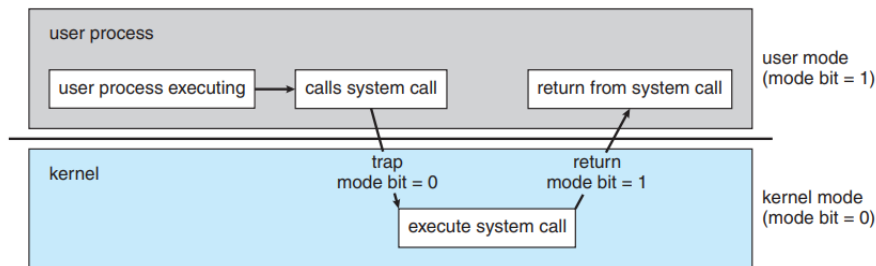 user process
user process executing
calls system call
return from system call
user mode
(mode bit = 1)
kernel
trap
mode bit = 0
return
mode bit = 1
execute system call
kernel mode
(mode bit = 0)